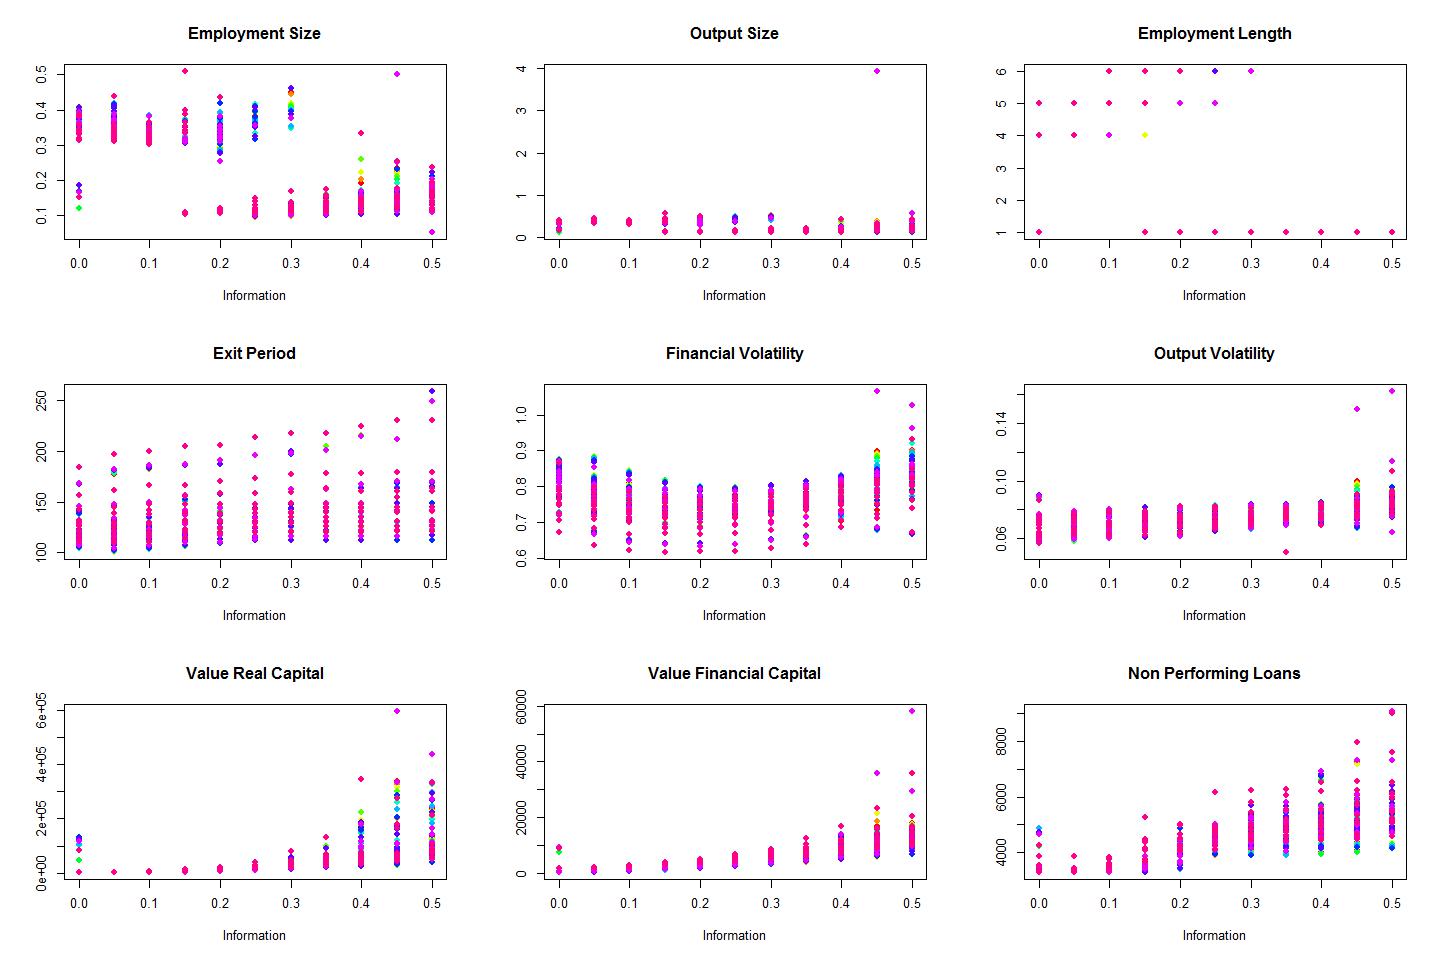 Employment Size
0.5
0.4
0.3
0.2
0.1
0.0 0.1 0.2 0.3 0.4 0.5
Information
Output Size
4
3
2
1
0
0.0 0.1 0.2 0.3 0.4 0.5
Information
Employment Length
6
5
4
3
2
1
0.0 0.1 0.2 0.3 0.4 0.5
Information
Exit Period
250
200
150
100
0.0 0.1 0.2 0.3 0.4 0.5
Information
Financial Volatility
1.0
0.9
0.8
0.7
0.6
0.0 0.1 0.2 0.3 0.4 0.5
Information
Output Volatility
0.14
0.10
0.06
0.0 0.1 0.2 0.3 0.4 0.5
Information
Value Real Capital
6e+05
4e+05
2e+05
0e+00
0.0 0.1 0.2 0.3 0.4 0.5
Information
Value Financial Capital
60000
40000
20000
0
0.0 0.1 0.2 0.3 0.4 0.5
Information
Non Performing Loans
8000
6000
4000
0.0 0.1 0.2 0.3 0.4 0.5
Information